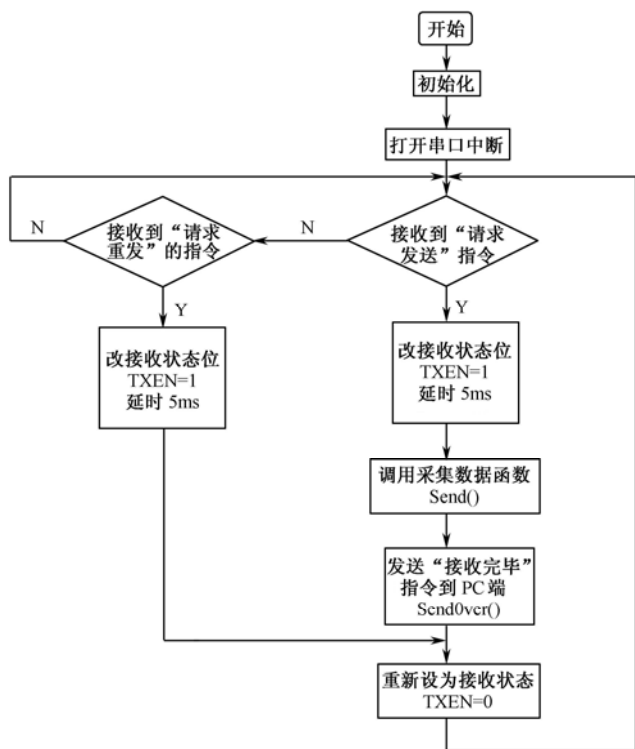 开始
初始化
打开串口中断
N
接收到“请求
重发”的指令
N
接收到“请求
发送”指令
Y
Y
改接收状态位
TXEN=1
延时 5ms
改接收状态位
TXEN=1
延时 5ms
调用采集数据函数
Send()
发送“接收完毕”
指令到 PC 端
SendOver()
重新设为接收状态
TXEN=0